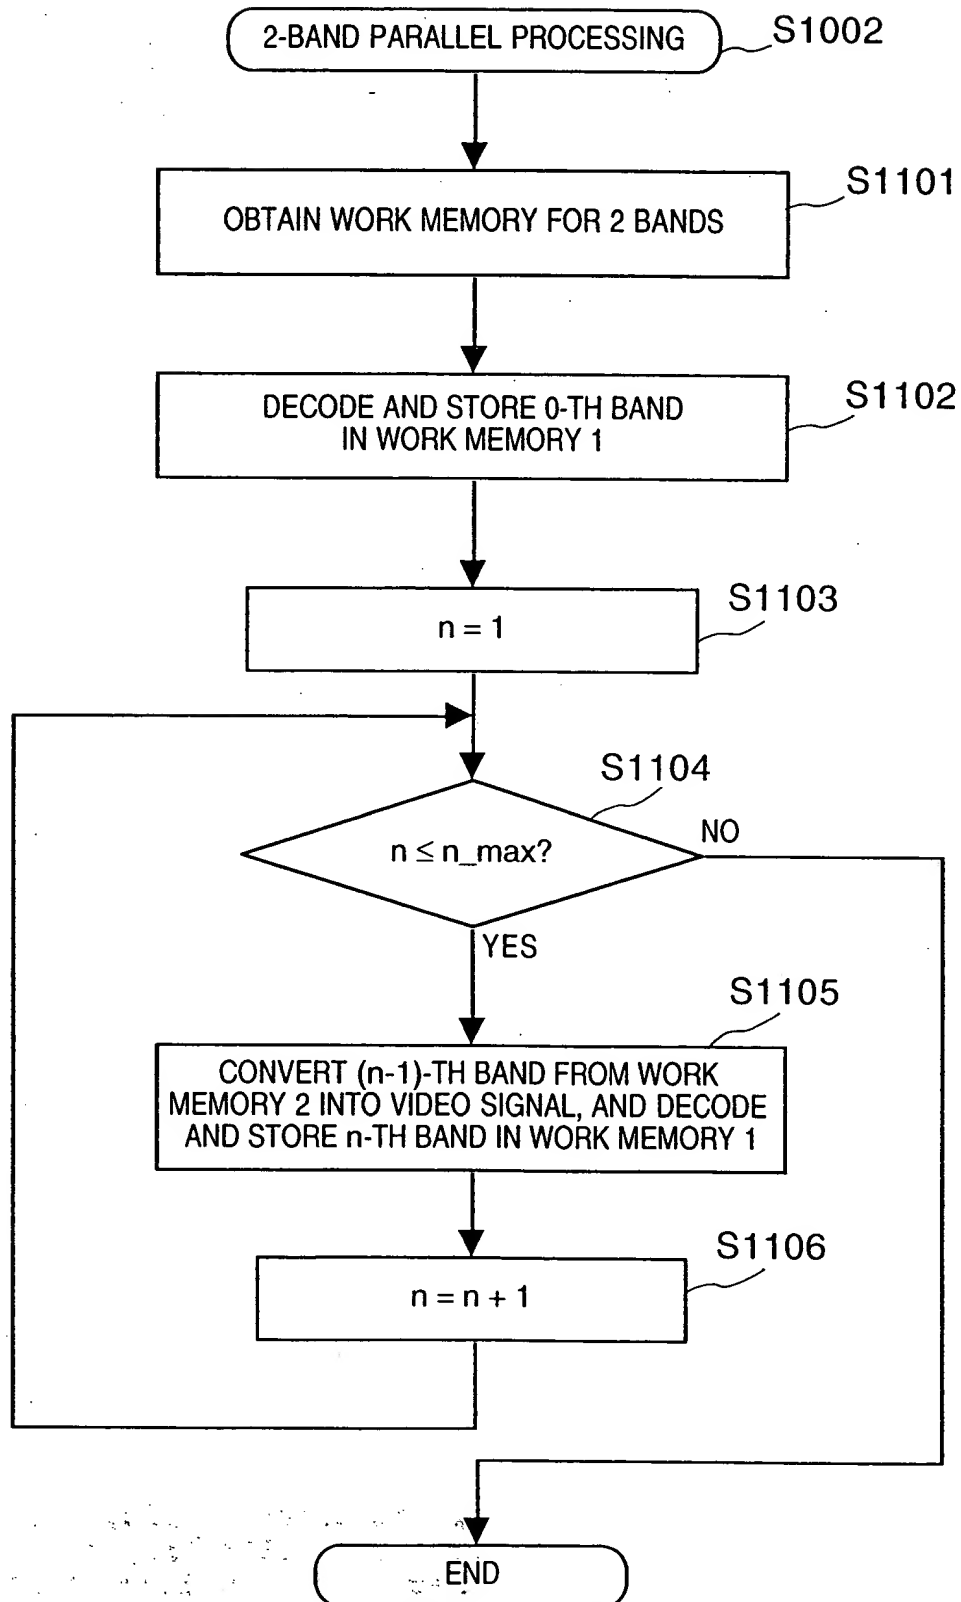 2-BAND PARALLEL PROCESSING
S1002
S1101
OBTAIN WORK MEMORY FOR 2 BANDS
S1102
DECODE AND STORE 0-TH BAND
IN WORK MEMORY 1
S1103
n = 1
S1104
n ≤ n_max?
NO
YES
S1105
CONVERT (n-1)-TH BAND FROM WORK
MEMORY 2 INTO VIDEO SIGNAL, AND DECODE
AND STORE n-TH BAND IN WORK MEMORY 1
S1106
n = n + 1
END